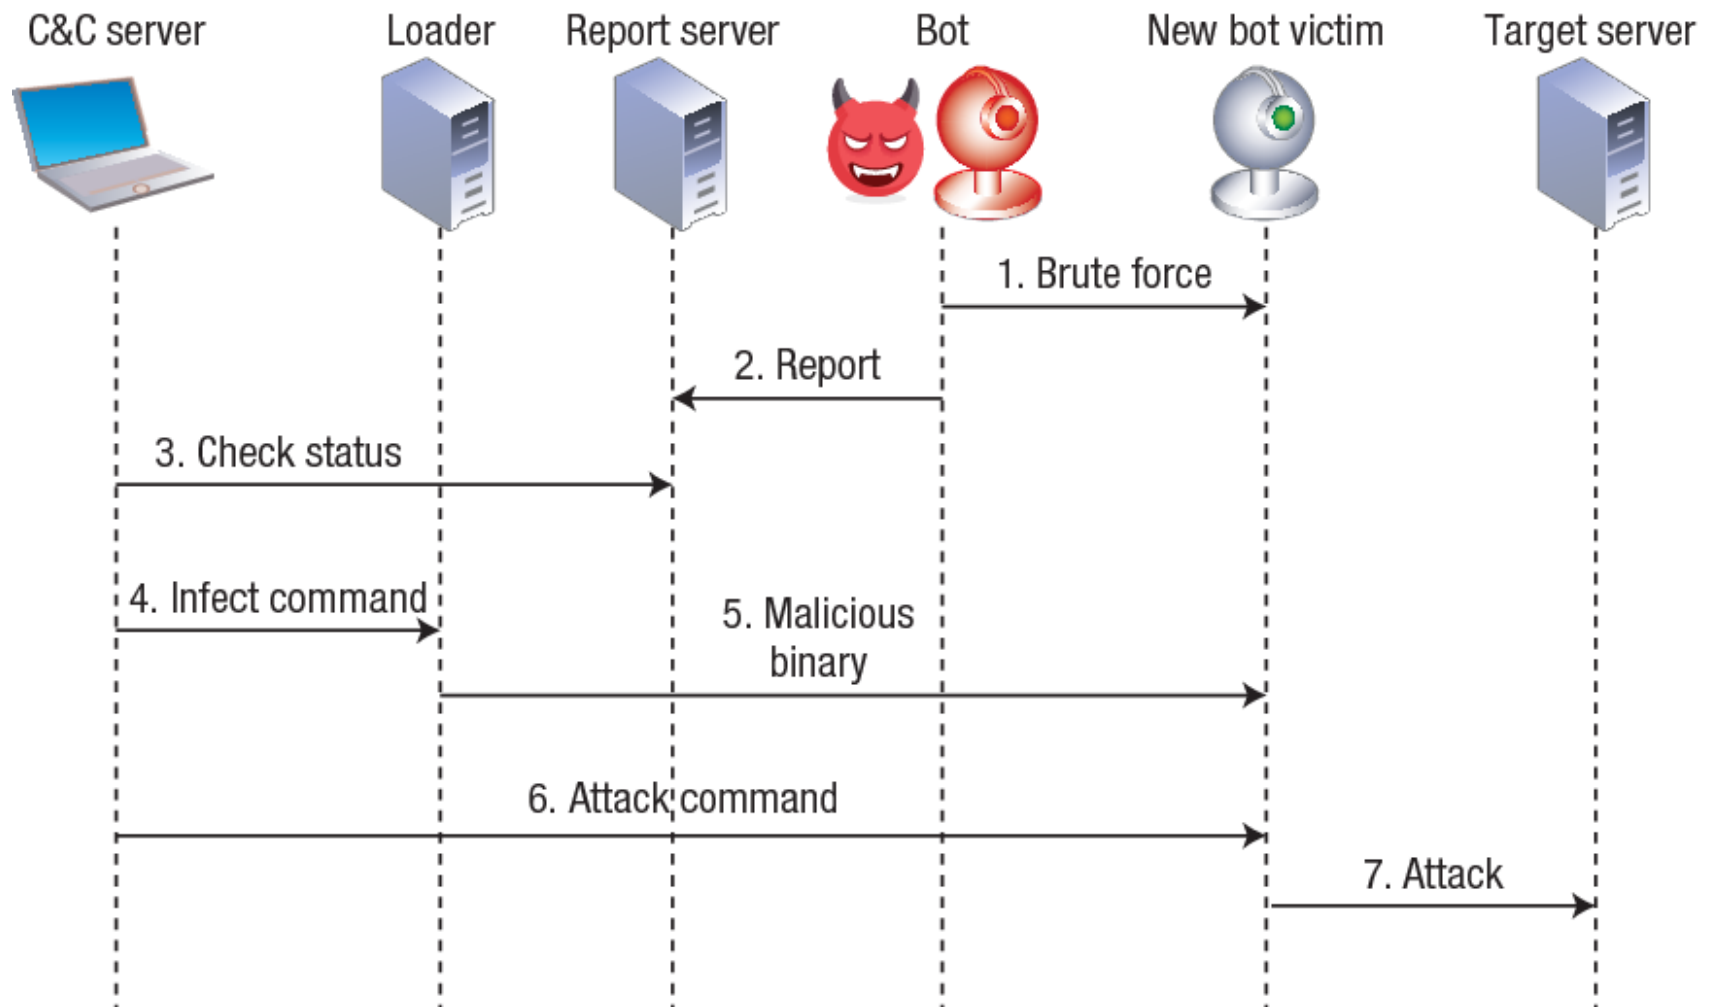 C&C server
Loader
Report server
Bot
New bot victim
Target server
1. Brute force
2. Report
3. Check status
4. Infect command
5. Malicious
binary
6. Attack command
7. Attack